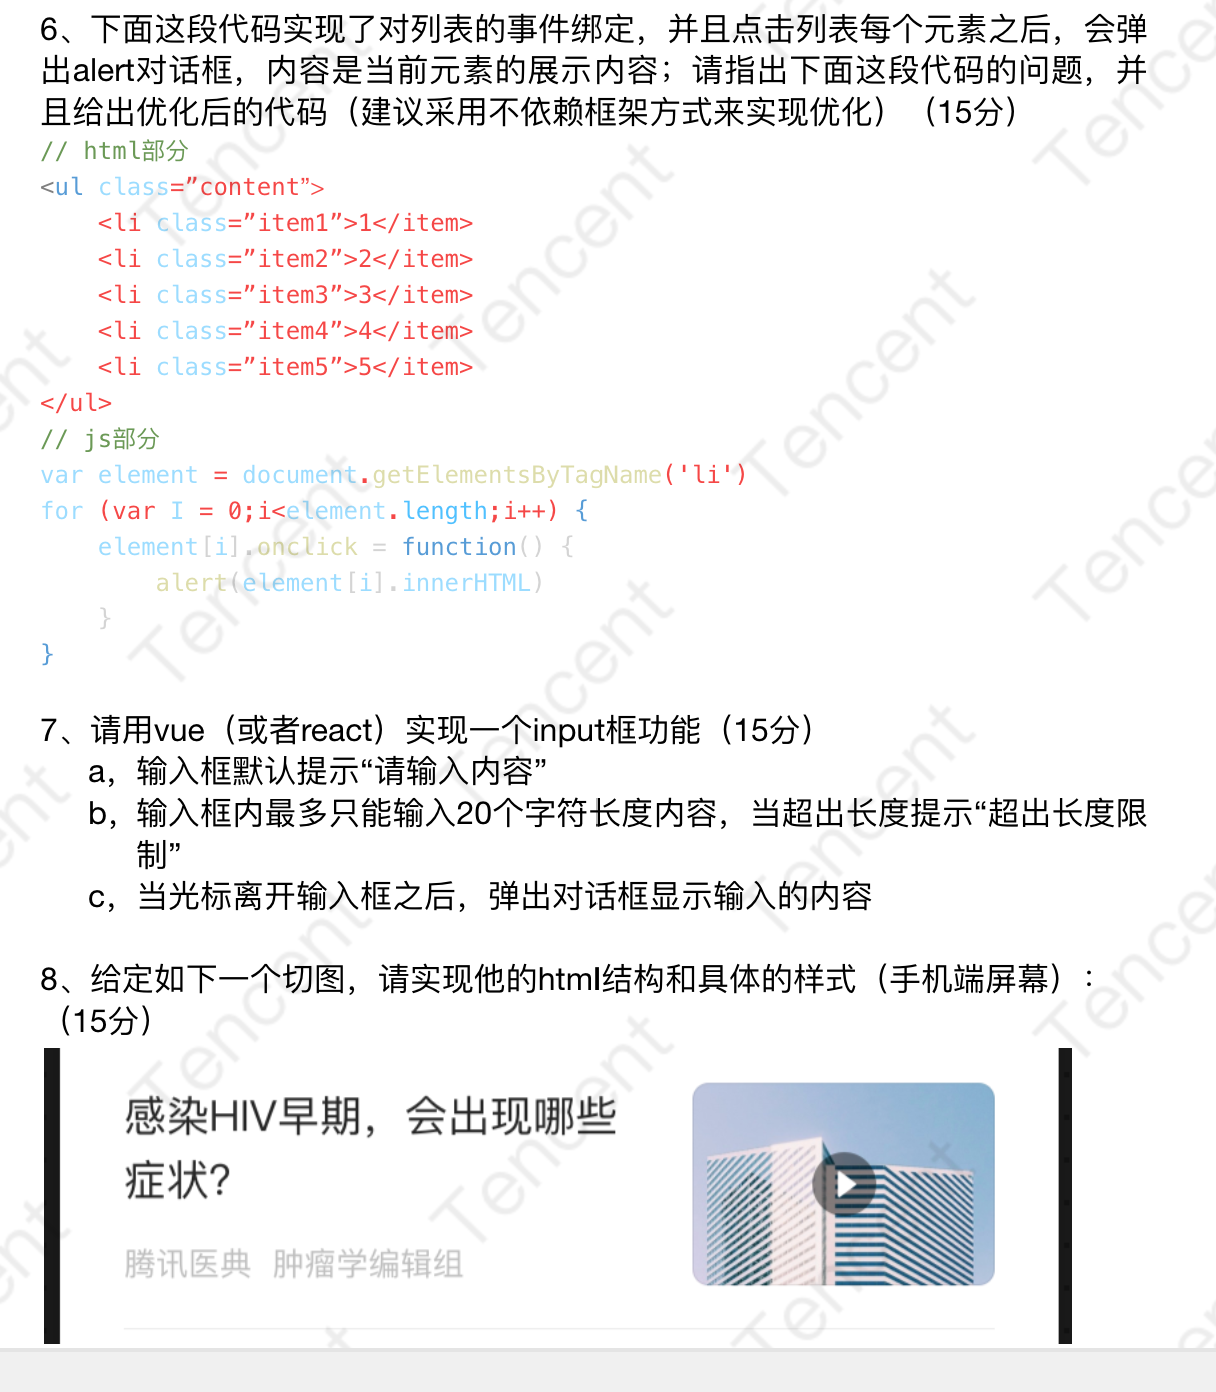 6、下面这段代码实现了对列表的事件绑定，并且点击列表每个元素之后，会弹
出alert对话框，内容是当前元素的展示内容；请指出下面这段代码的问题，并
且给出优化后的代码（建议采用不依赖框架方式来实现优化）（15分）
// html部分
<ul class=”content”>
<li class=”item1”>1</item>
<li class=”item2”>2</item>
<li class=”item3”>3</item>
<li class=”item4”>4</item>
<li class=”item5”>5</item>
</ul>
// js部分
var element = document.getElementsByTagName('li')
for (var I = 0;i<element.length;i++) {
element[i].onclick = function() {
alert(element[i].innerHTML)
}
}
7、请用vue（或者react）实现一个input框功能（15分）
a，输入框默认提示“请输入内容”
b，输入框内最多只能输入20个字符长度内容，当超出长度提示“超出长度限
制”
c，当光标离开输入框之后，弹出对话框显示输入的内容
8、给定如下一个切图，请实现他的html结构和具体的样式（手机端屏幕）：
（15分）
感染HIV早期，会出现哪些
症状?
腾讯医典 肿瘤学编辑组